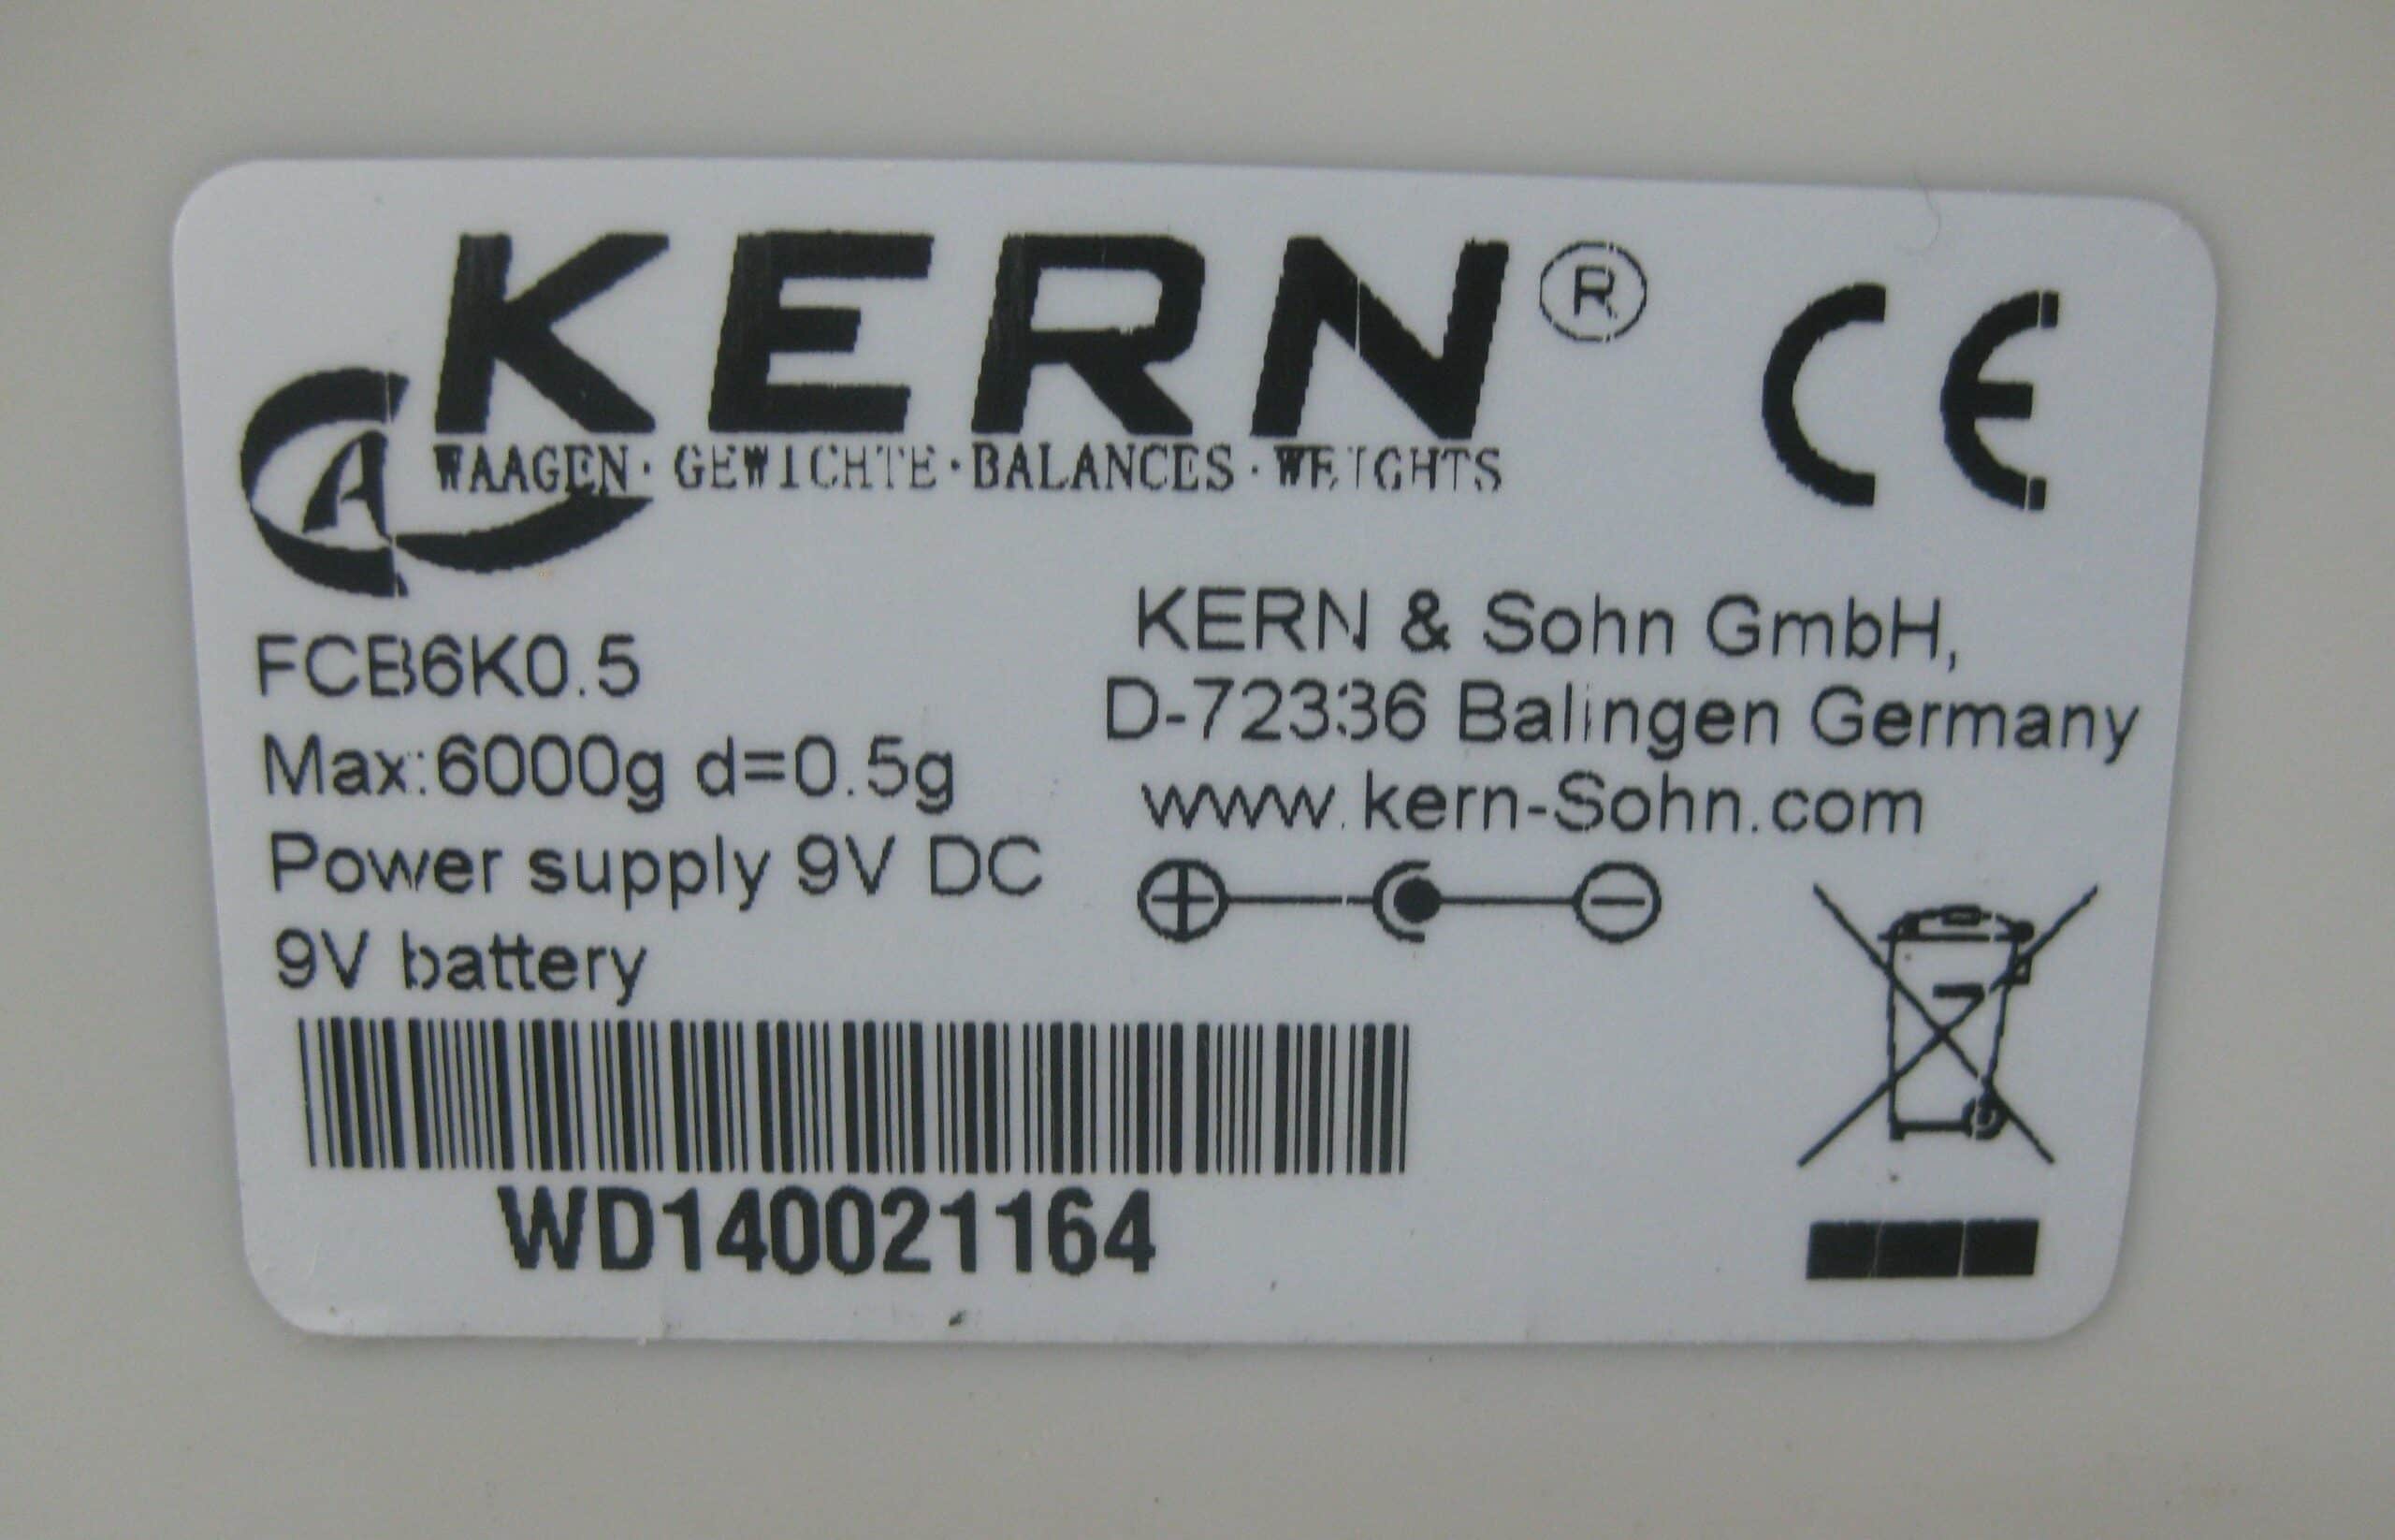 KERN®
CE
WAAGEN · GEWICHTE · BALANCES · WEIGHTS
FCB6K0.5
Max:6000g d=0.5g
Power supply 9V DC
9V battery
KERN & Sohn GmbH,
D-72336 Balingen Germany
www.kern-Sohn.com
WD140021164